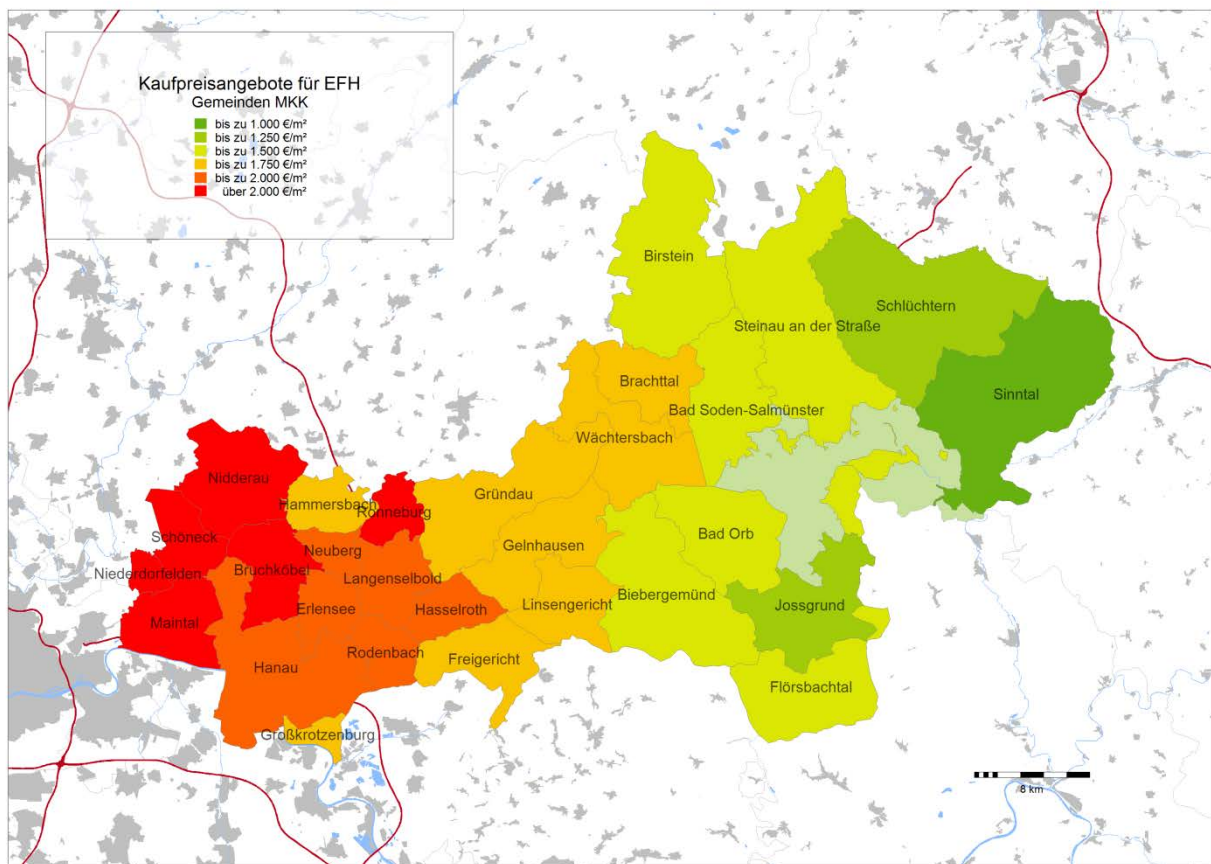 Kaufpreisangebote für EFH
Gemeinden MKK
bis zu 1.000 €/m²
bis zu 1.250 €/m²
bis zu 1.500 €/m²
bis zu 1.750 €/m²
bis zu 2.000 €/m²
über 2.000 €/m²
Birstein
Schlüchtern
Steinau an der Straße
Sinntal
Brachttal
Bad Soden-Salmünster
Wächtersbach
Nidderau
Gründau
Hammersbach
Ronneburg
Bad Orb
Schöneck
Gelnhausen
Neuberg
Niederdorfelden
Bruchköbel
Langenselbold
Biebergemünd
Linsengericht
Jossgrund
Erlensee
Hasselroth
Maintal
Rodenbach
Freigericht
Hanau
Flörsbachtal
Großkrotzenburg
8 km